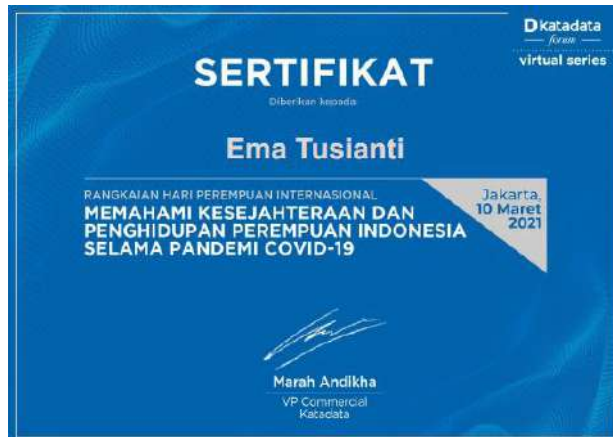 Dkatadata
forum
virtual series
SERTIFIKAT
Diberikan kepada
Ema Tusianti
RANGKAIAN HARI PEREMPUAN INTERNASIONAL
MEMAHAMI KESEJAHTERAAN DAN
PENGHIDUPAN PEREMPUAN INDONESIA
SELAMA PANDEMI COVID-19
Jakarta,
10 Maret
2021
Marah Andikha
VP Commercial
Katadata